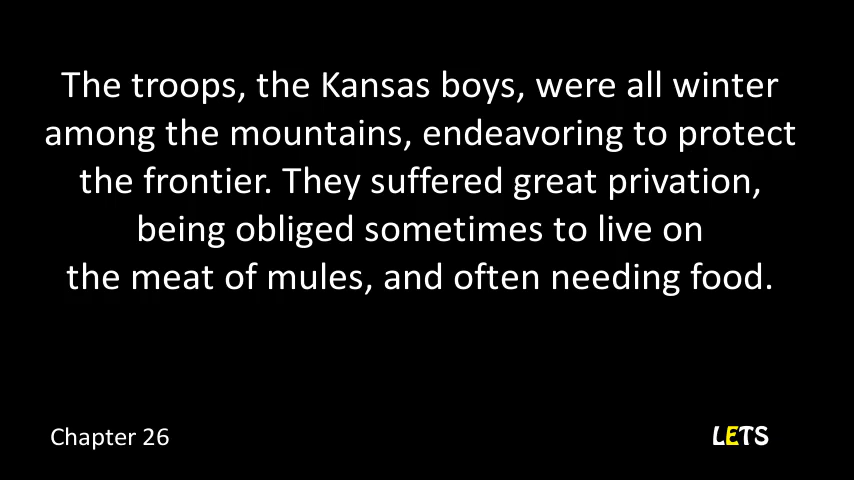 The troops, the Kansas boys, were all winter
among the mountains, endeavoring to protect
the frontier. They suffered great privation,
being obliged sometimes to live on
the meat of mules, and often needing food.
Chapter 26
LETS